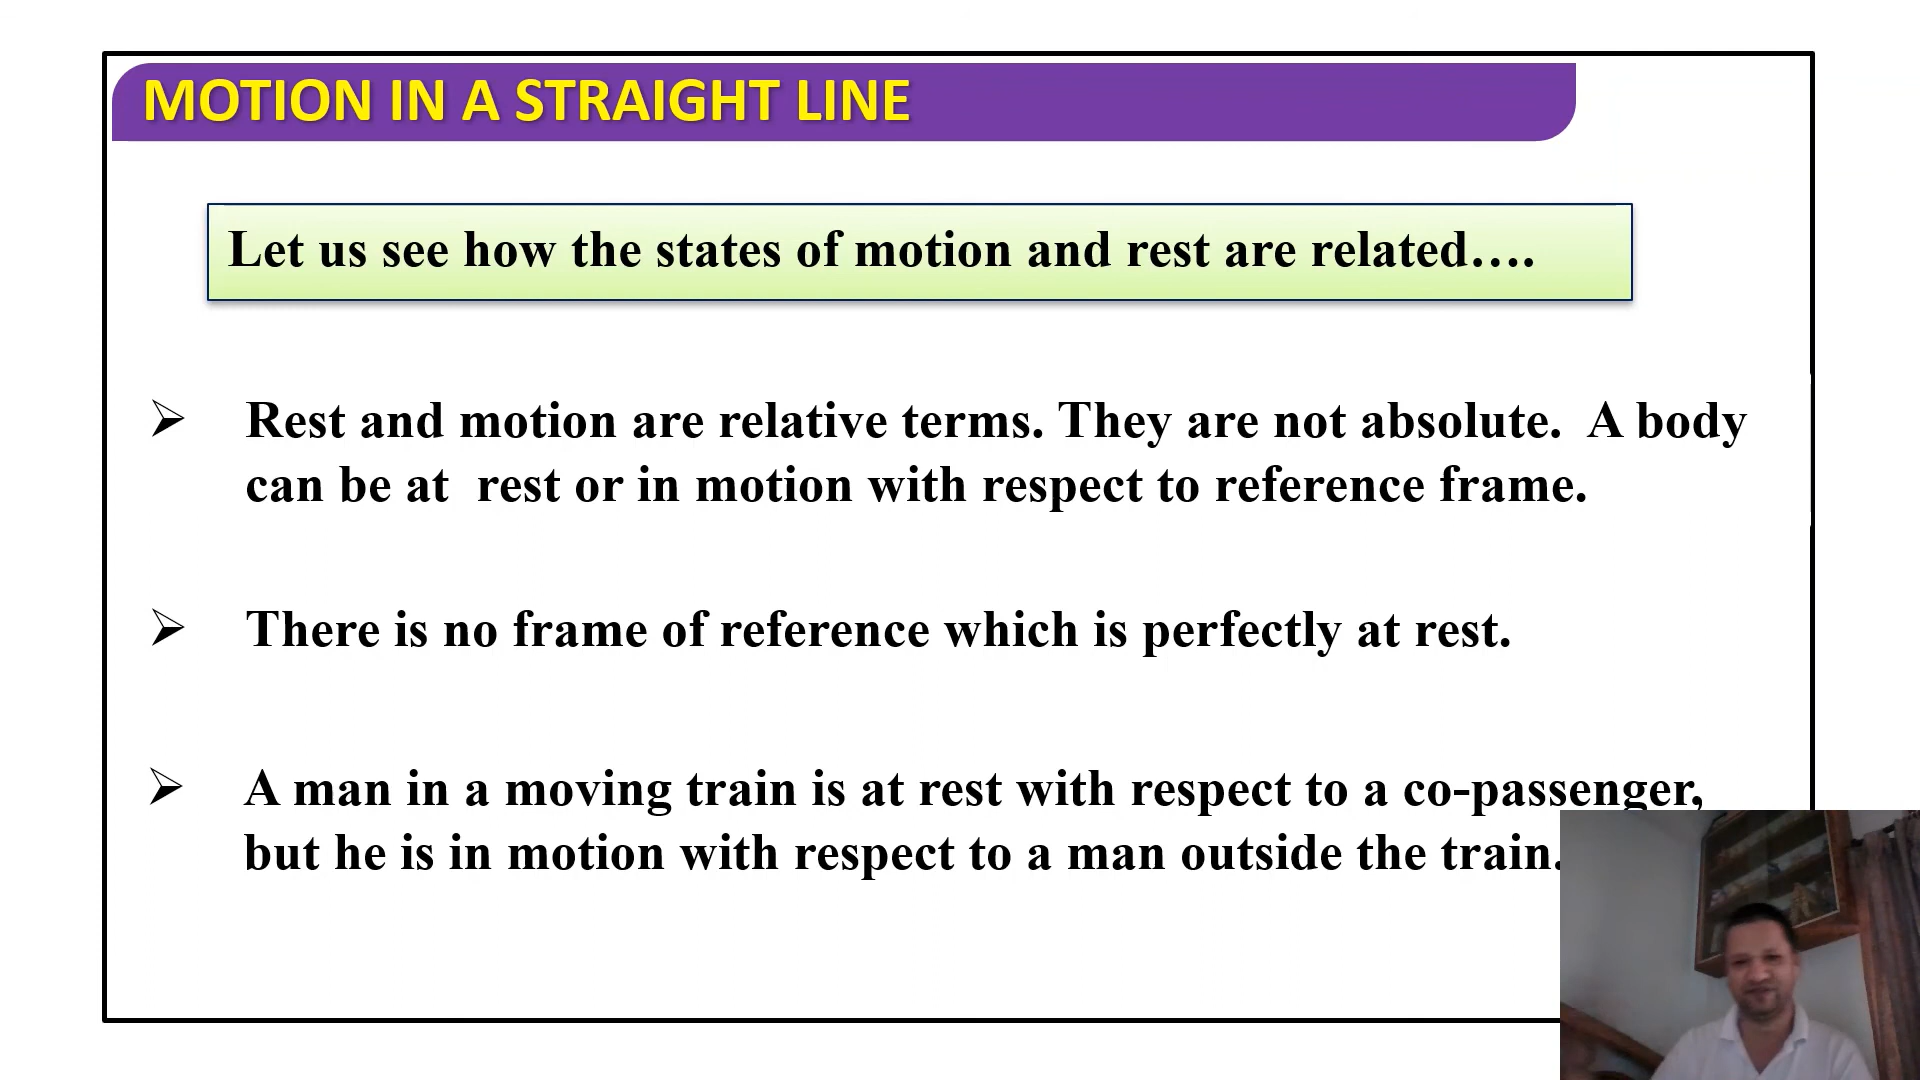 MOTION IN A STRAIGHT LINE
Let us see how the states of motion and rest are related….
Rest and motion are relative terms. They are not absolute.  A body
can be at  rest or in motion with respect to reference frame.
There is no frame of reference which is perfectly at rest.
A man in a moving train is at rest with respect to a co-passenger,
but he is in motion with respect to a man outside the train.